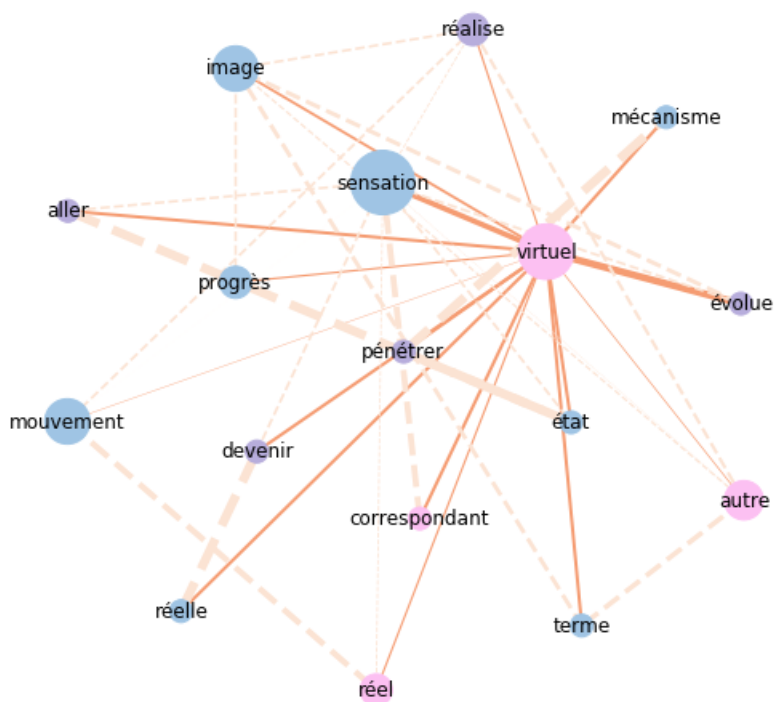 réalise
image
mécanisme
sensation
aller
virtuel
progrès
évolue
pénétrer
mouvement
état
devenir
autre
correspondant
réelle
terme
réel